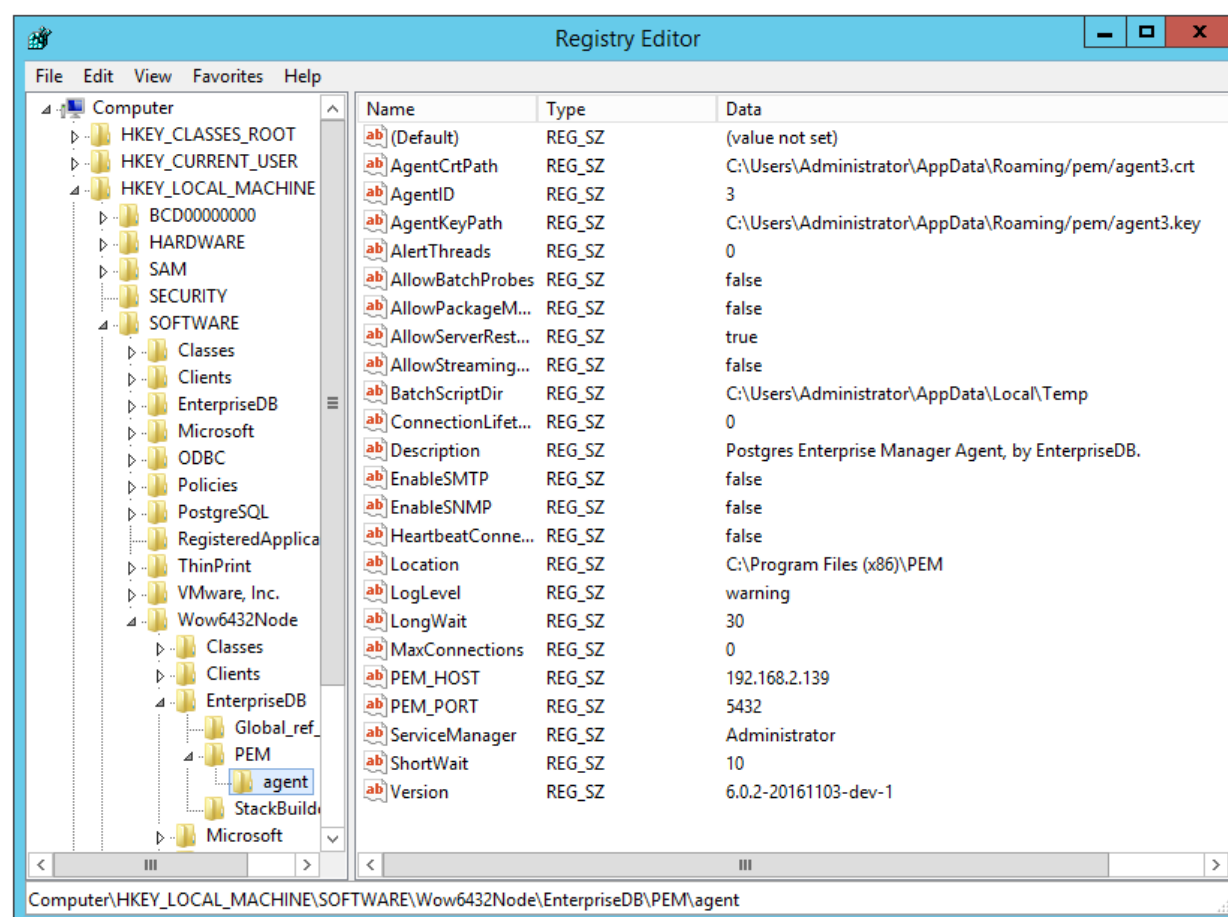 Registry Editor
File Edit View Favorites Help
Computer
HKEY_CLASSES_ROOT
HKEY_CURRENT_USER
HKEY_LOCAL_MACHINE
BCD00000000
HARDWARE
SAM
SECURITY
SOFTWARE
Classes
Clients
EnterpriseDB
Microsoft
ODBC
Policies
PostgreSQL
RegisteredApplica
ThinPrint
VMware, Inc.
Wow6432Node
Classes
Clients
EnterpriseDB
Global_ref_
PEM
agent
StackBuild
Microsoft
Name Type Data
(Default) REG_SZ (value not set)
AgentCrtPath REG_SZ C:\Users\Administrator\AppData\Roaming/pem/agent3.crt
AgentID REG_SZ 3
AgentKeyPath REG_SZ C:\Users\Administrator\AppData\Roaming/pem/agent3.key
AlertThreads REG_SZ 0
AllowBatchProbes REG_SZ false
AllowPackageM... REG_SZ false
AllowServerRest... REG_SZ true
AllowStreaming... REG_SZ false
BatchScriptDir REG_SZ C:\Users\Administrator\AppData\Local\Temp
ConnectionLifet... REG_SZ 0
Description REG_SZ Postgres Enterprise Manager Agent, by EnterpriseDB.
EnableSMTP REG_SZ false
EnableSNMP REG_SZ false
HeartbeatConne... REG_SZ false
Location REG_SZ C:\Program Files (x86)\PEM
LogLevel REG_SZ warning
LongWait REG_SZ 30
MaxConnections REG_SZ 0
PEM_HOST REG_SZ 192.168.2.139
PEM_PORT REG_SZ 5432
ServiceManager REG_SZ Administrator
ShortWait REG_SZ 10
Version REG_SZ 6.0.2-20161103-dev-1
Computer\HKEY_LOCAL_MACHINE\SOFTWARE\Wow6432Node\EnterpriseDB\PEM\agent